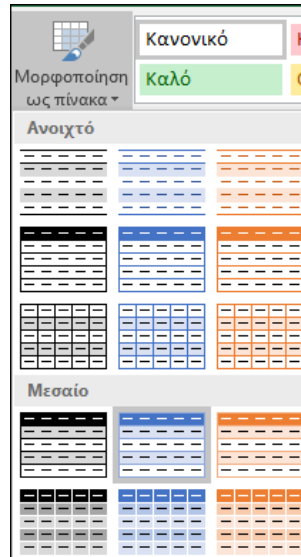 Κανονικό
Μορφοποίηση
ως πίνακα
Καλό
Ανοιχτό
Μεσαίο